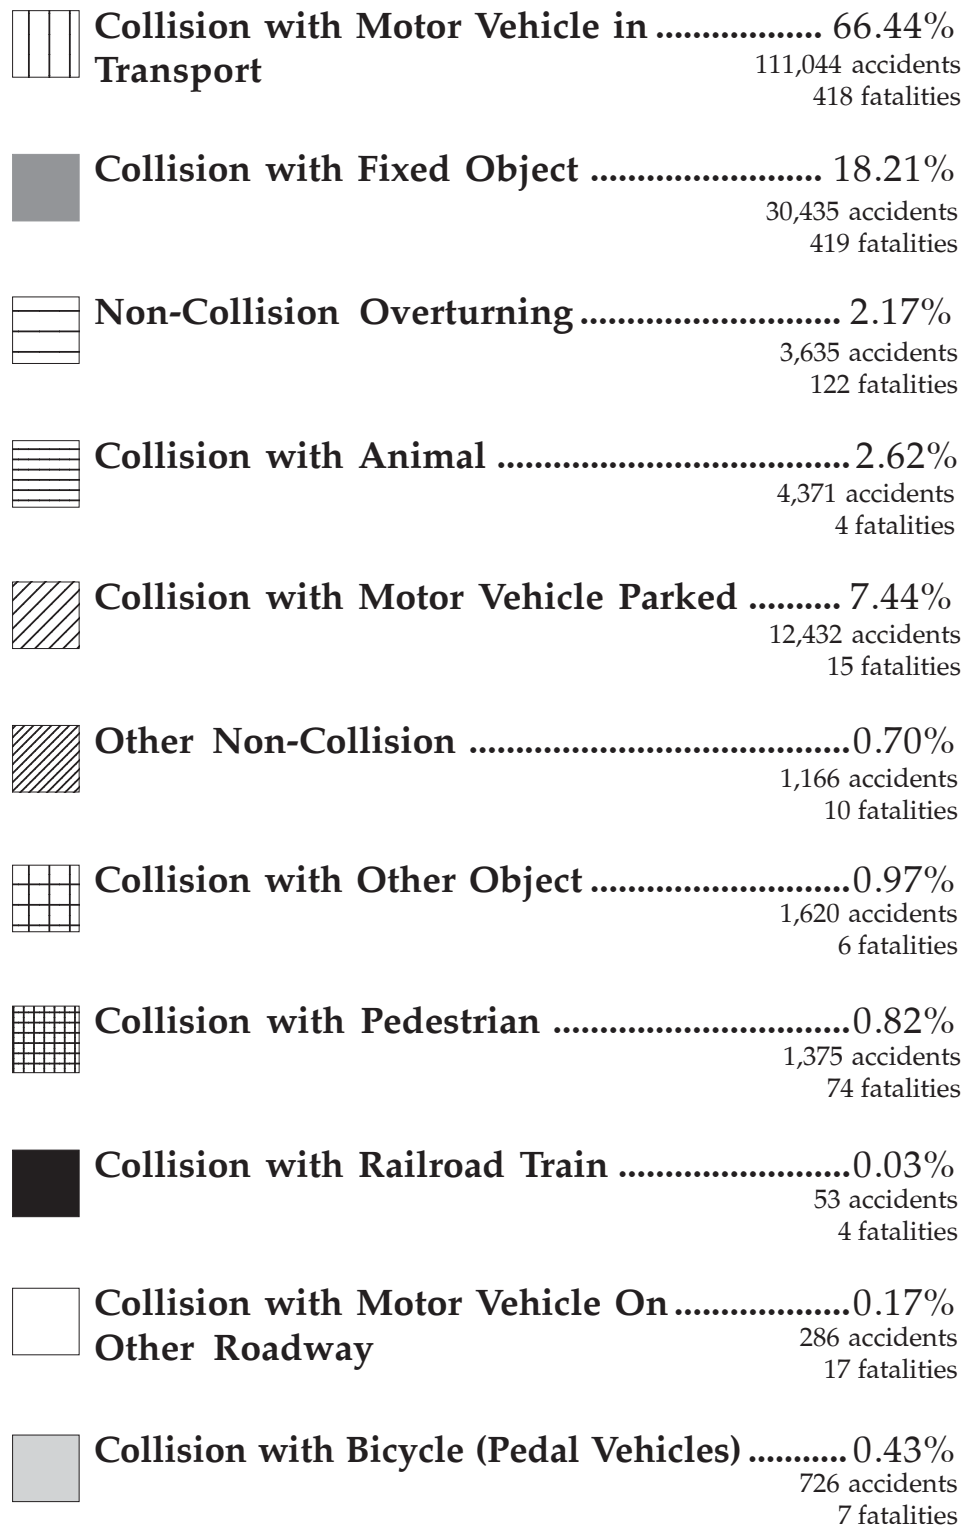 Collision with Motor Vehicle in .................. 66.44%
Transport
111,044 accidents
418 fatalities
Collision with Fixed Object ......................... 18.21%
30,435 accidents
419 fatalities
Non-Collision Overturning ............................ 2.17%
3,635 accidents
122 fatalities
Collision with Animal ...................................... 2.62%
4,371 accidents
4 fatalities
Collision with Motor Vehicle Parked .......... 7.44%
12,432 accidents
15 fatalities
Other Non-Collision .........................................0.70%
1,166 accidents
10 fatalities
Collision with Other Object ............................0.97%
1,620 accidents
6 fatalities
Collision with Pedestrian ................................0.82%
1,375 accidents
74 fatalities
Collision with Railroad Train .........................0.03%
53 accidents
4 fatalities
Collision with Motor Vehicle On ...................0.17%
Other Roadway
286 accidents
17 fatalities
Collision with Bicycle (Pedal Vehicles) ........... 0.43%
726 accidents
7 fatalities